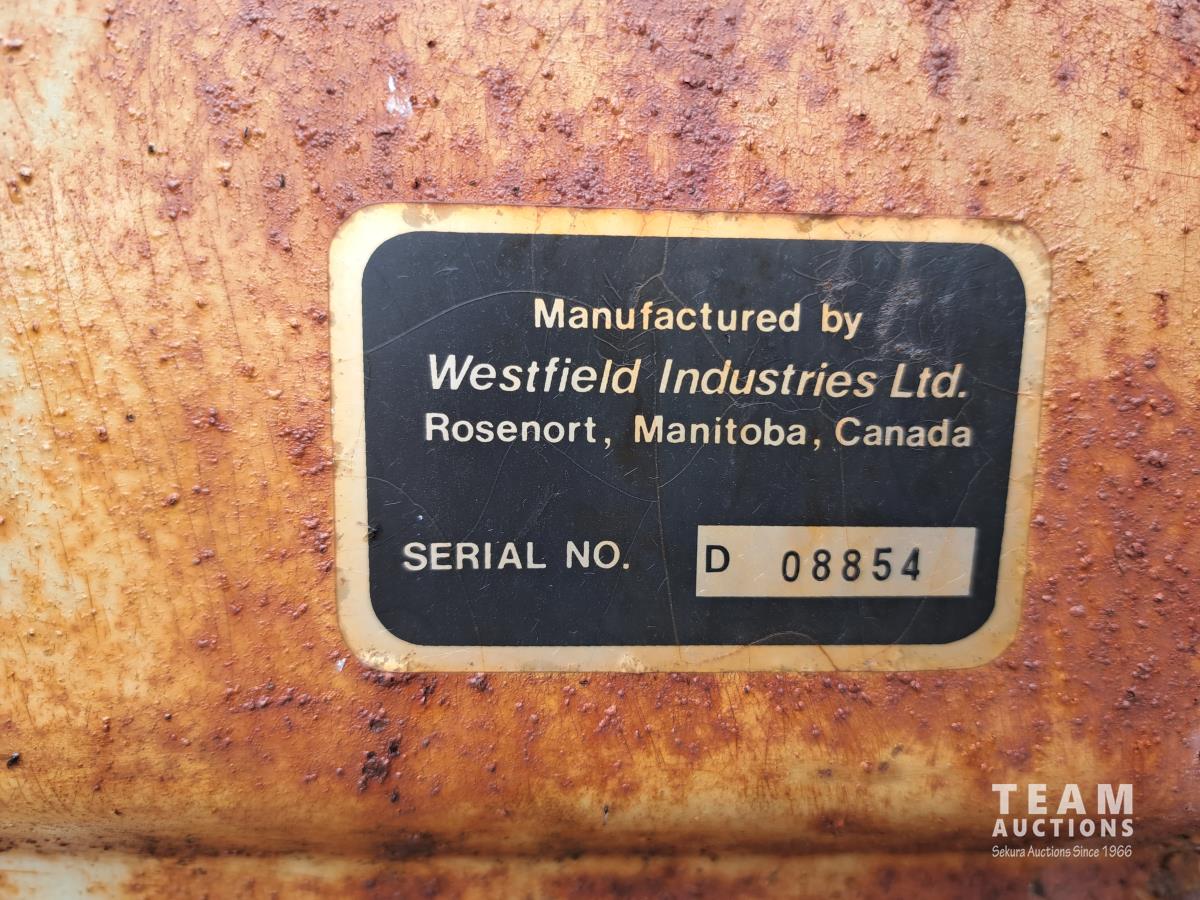 Manufactured by
Westfield Industries Ltd.
Rosenort, Manitoba, Canada
SERIAL NO. D 08854
TEAM
AUCTIONS
Sekura Auctions Since 1966